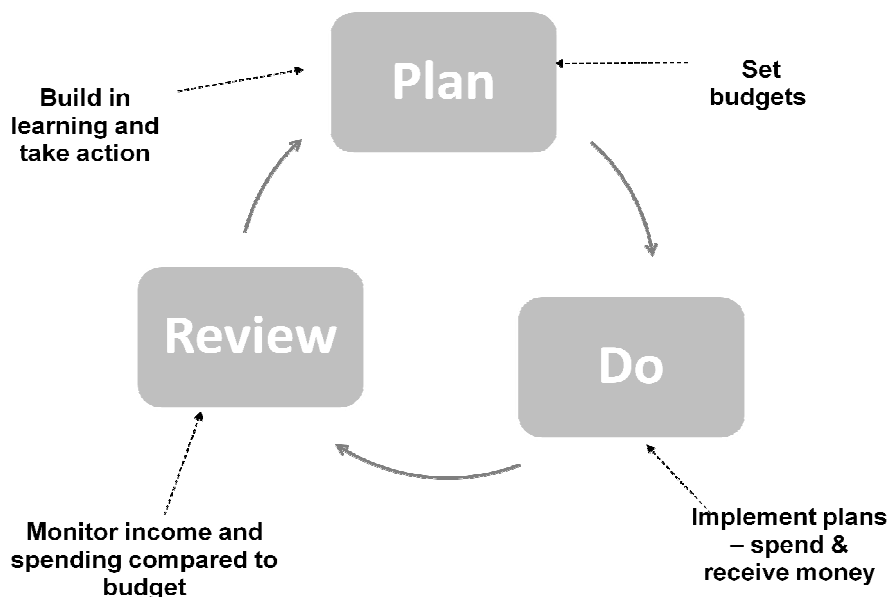 Plan
Set
budgets
Build in
learning and
take action
Review
Do
Monitor income and
spending compared to
budget
Implement plans
– spend &
receive money